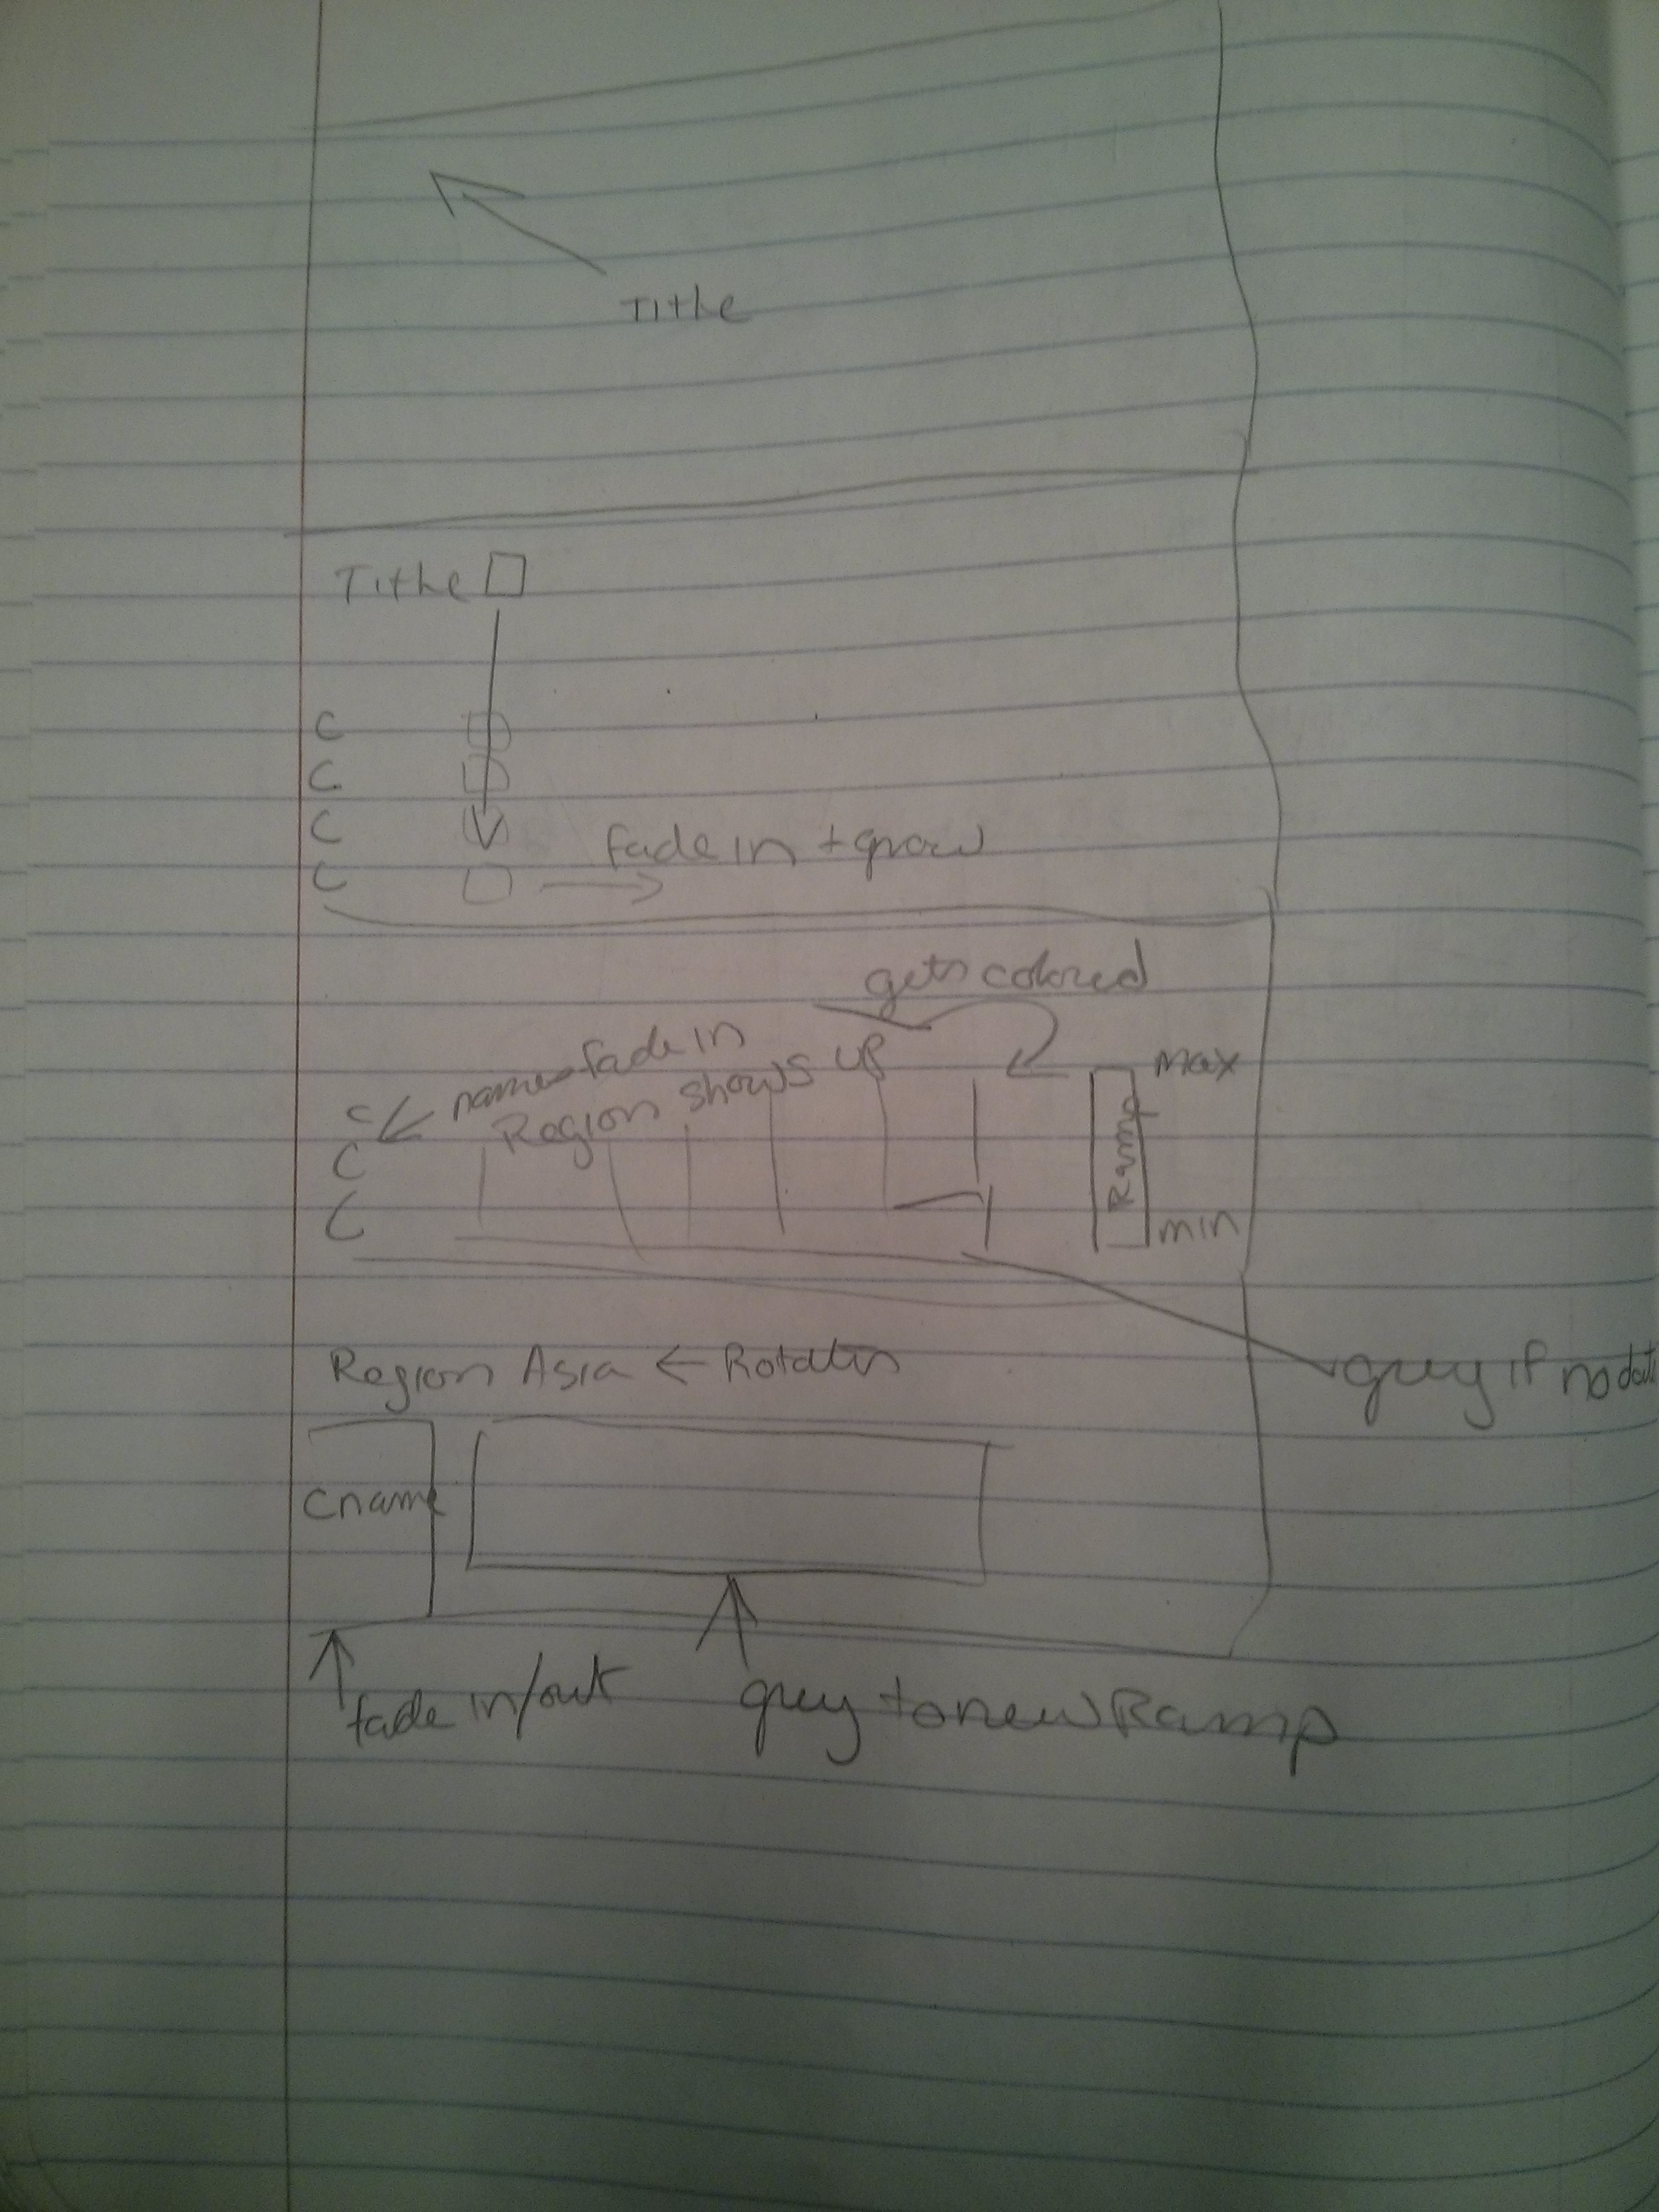 Title
Title
C
C
C
C
fade in + grow
gets colored
names fade in
Region shows up
C
C
C
Max
Ramp
min
grey if no data
Region Asia ← Rotates
Cname
fade in/out
grey to new Ramp